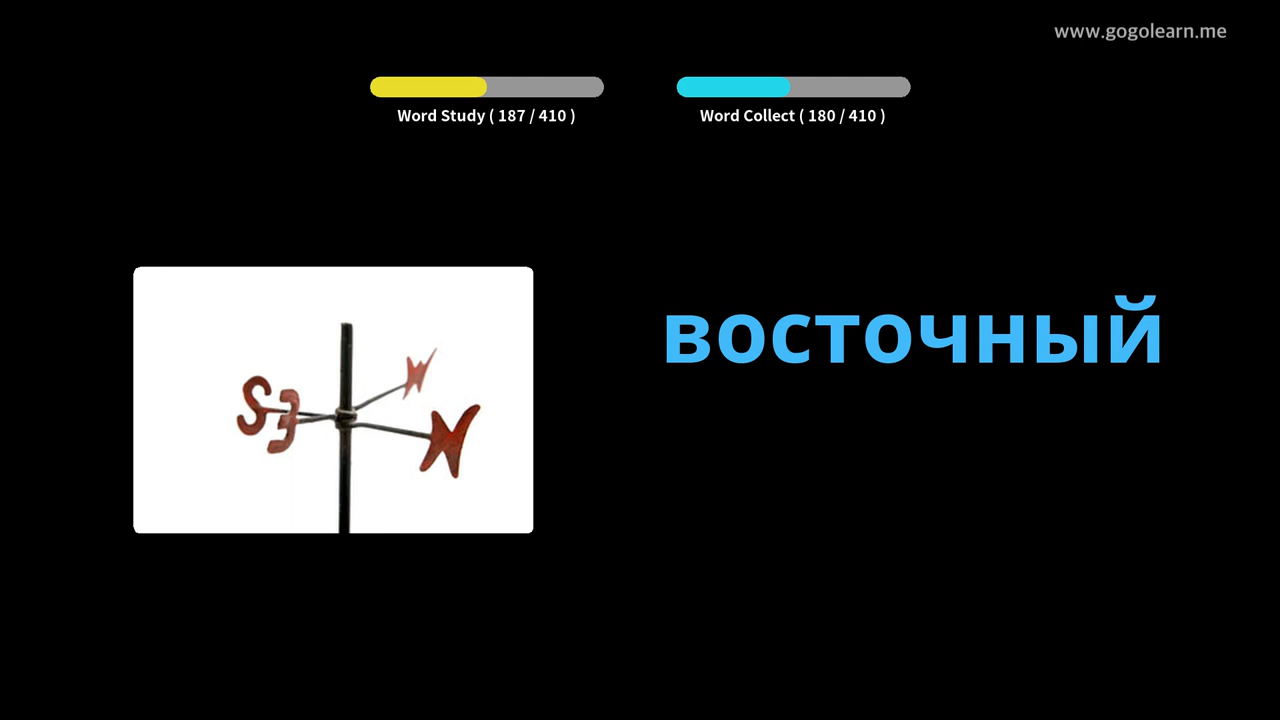 www.gogolearn.me
Word Study ( 187 / 410 )
Word Collect ( 180 / 410 )
восточный
S
E
N